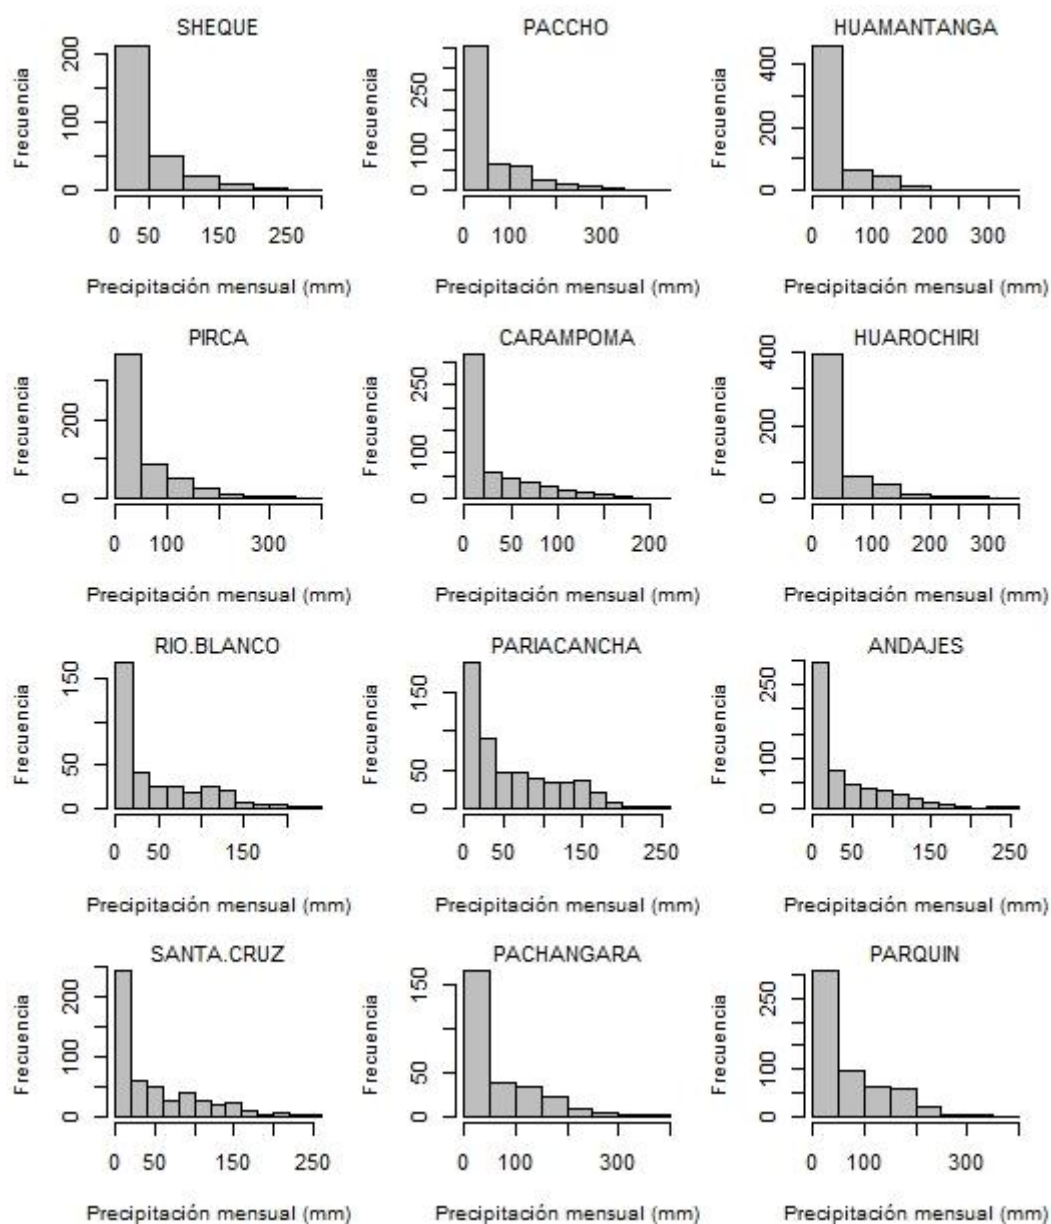 SHEQUE
Frecuencia
0 100 200
0 50 150 250
Precipitación mensual (mm)
PACCHO
Frecuencia
0 100 250
0 100 300
Precipitación mensual (mm)
HUAMANTANGA
Frecuencia
0 200 400
0 100 200 300
Precipitación mensual (mm)
PIRCA
Frecuencia
0 200
0 100 300
Precipitación mensual (mm)
CARAMPOMA
Frecuencia
0 100 250
0 50 100 200
Precipitación mensual (mm)
HUAROCHIRI
Frecuencia
0 200 400
0 100 200 300
Precipitación mensual (mm)
RIO.BLANCO
Frecuencia
0 50 150
0 50 150
Precipitación mensual (mm)
PARIACANCHA
Frecuencia
0 50 150
0 50 150 250
Precipitación mensual (mm)
ANDAJES
Frecuencia
0 100 250
0 50 150 250
Precipitación mensual (mm)
SANTA.CRUZ
Frecuencia
0 100 200
0 50 150 250
Precipitación mensual (mm)
PACHANGARA
Frecuencia
0 50 150
0 100 300
Precipitación mensual (mm)
PARQUIN
Frecuencia
0 100 250
0 100 300
Precipitación mensual (mm)